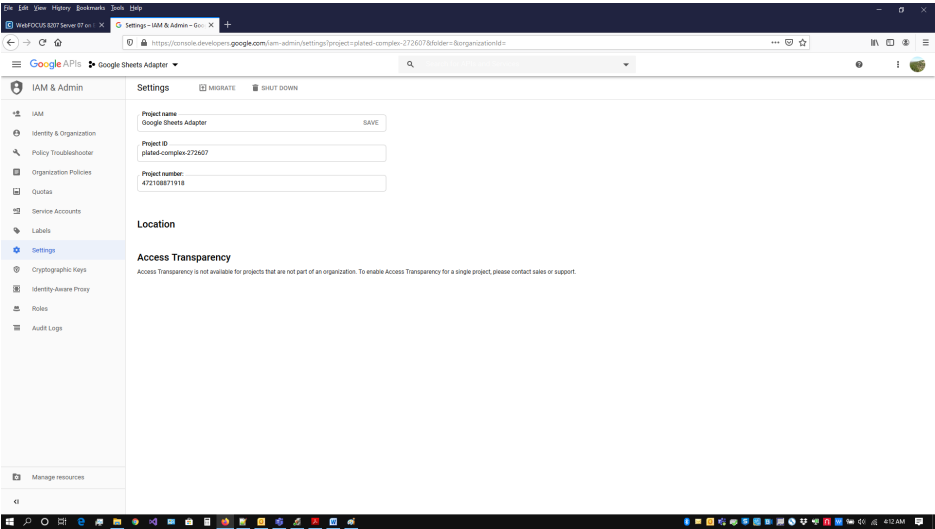 File Edit View History Bookmarks Tools Help
WebFOCUS 8207 Server 07 on
Settings – IAM & Admin – Goo
https://console.developers.google.com/iam-admin/settings?project=plated-complex-272607&folder=&organizationId=
Google APIs Google Sheets Adapter
IAM & Admin
Settings MIGRATE SHUT DOWN
IAM
Identity & Organization
Policy Troubleshooter
Organization Policies
Quotas
Service Accounts
Labels
Settings
Cryptographic Keys
Identity-Aware Proxy
Roles
Audit Logs
Manage resources
Project name
Google Sheets Adapter SAVE
Project ID
plated-complex-272607
Project number:
472108871918
Location
Access Transparency
Access Transparency is not available for projects that are not part of an organization. To enable Access Transparency for a single project, please contact sales or support.
4:12 AM